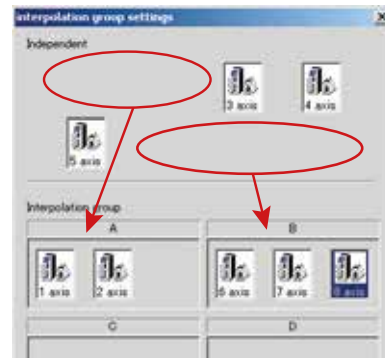 interpolation group settings
Independent
3 axis
4 axis
5 axis
Interpolation group
A
B
1 axis
2 axis
6 axis
7 axis
8 axis
C
D